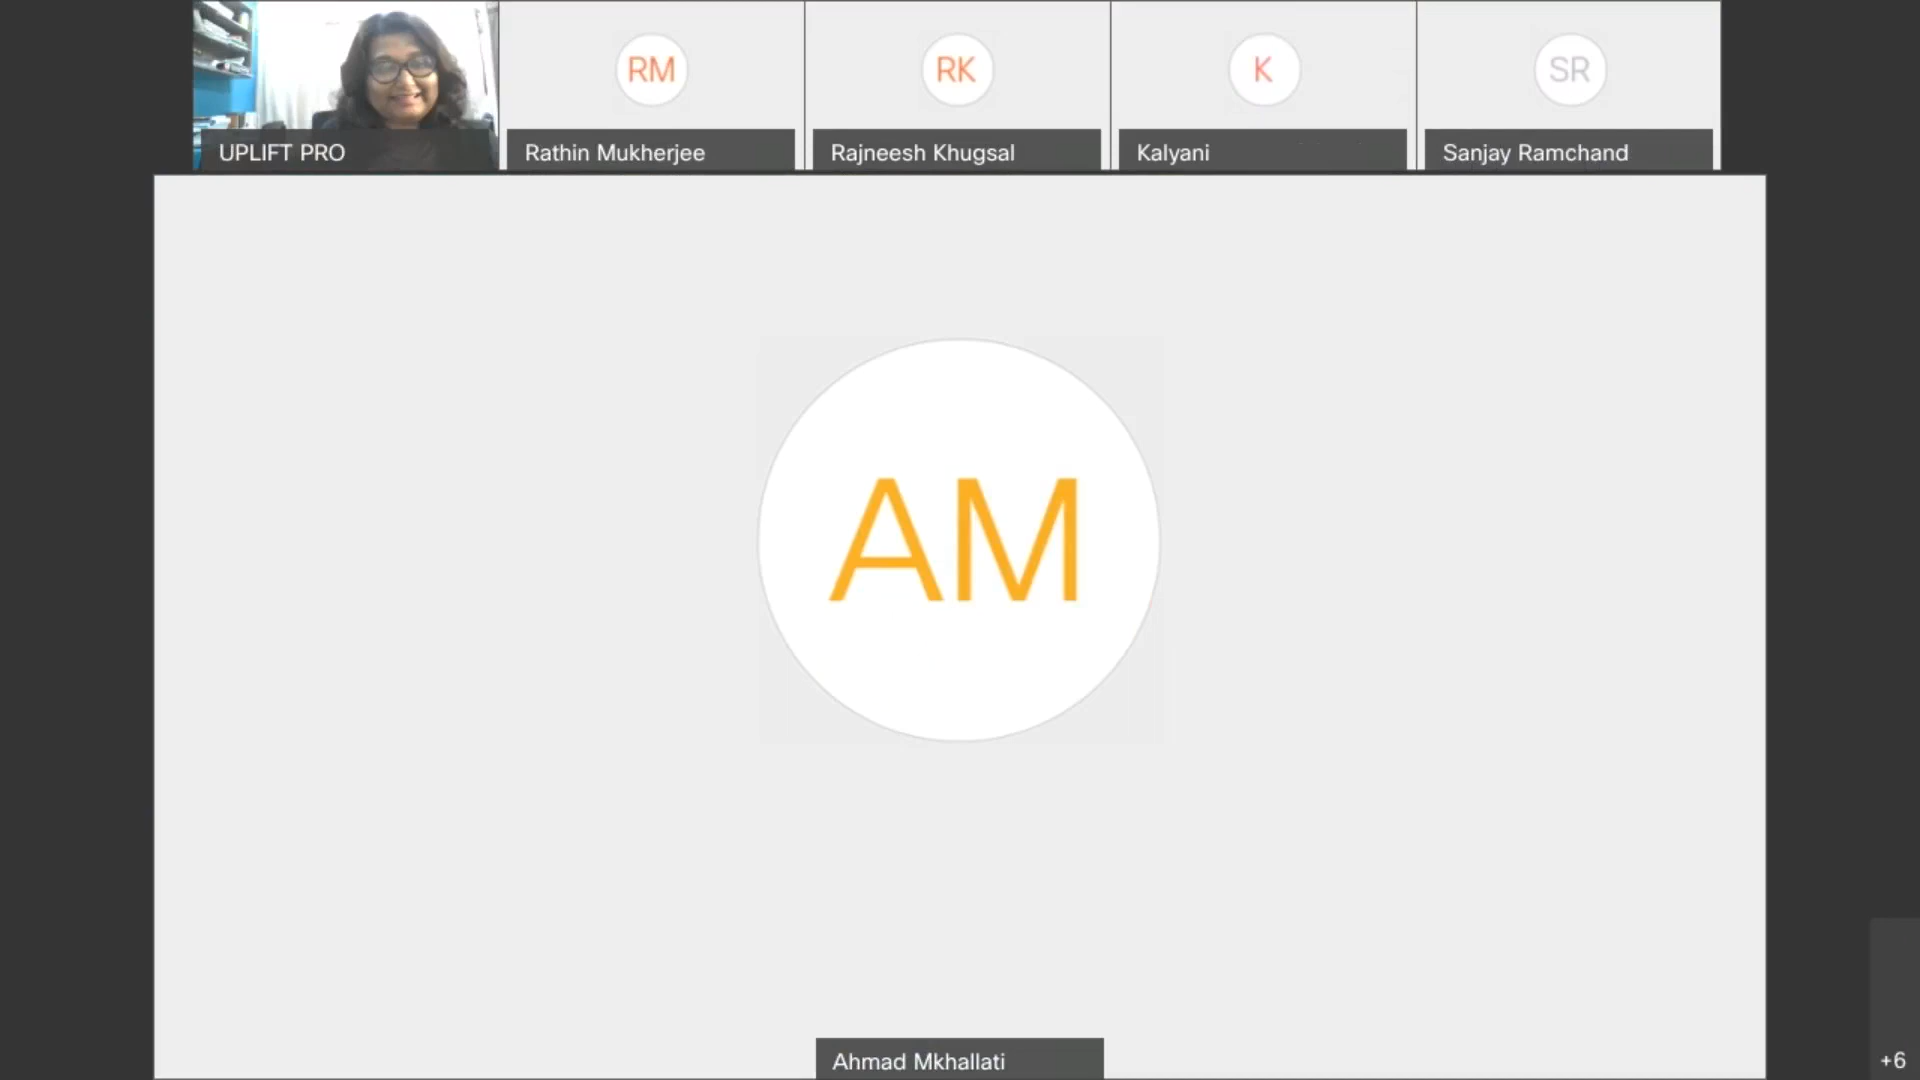 RM
RK
K
SR
UPLIFT PRO
Rathin Mukherjee
Rajneesh Khugsal
Kalyani
Sanjay Ramchand
AM
Ahmad Mkhallati
+6